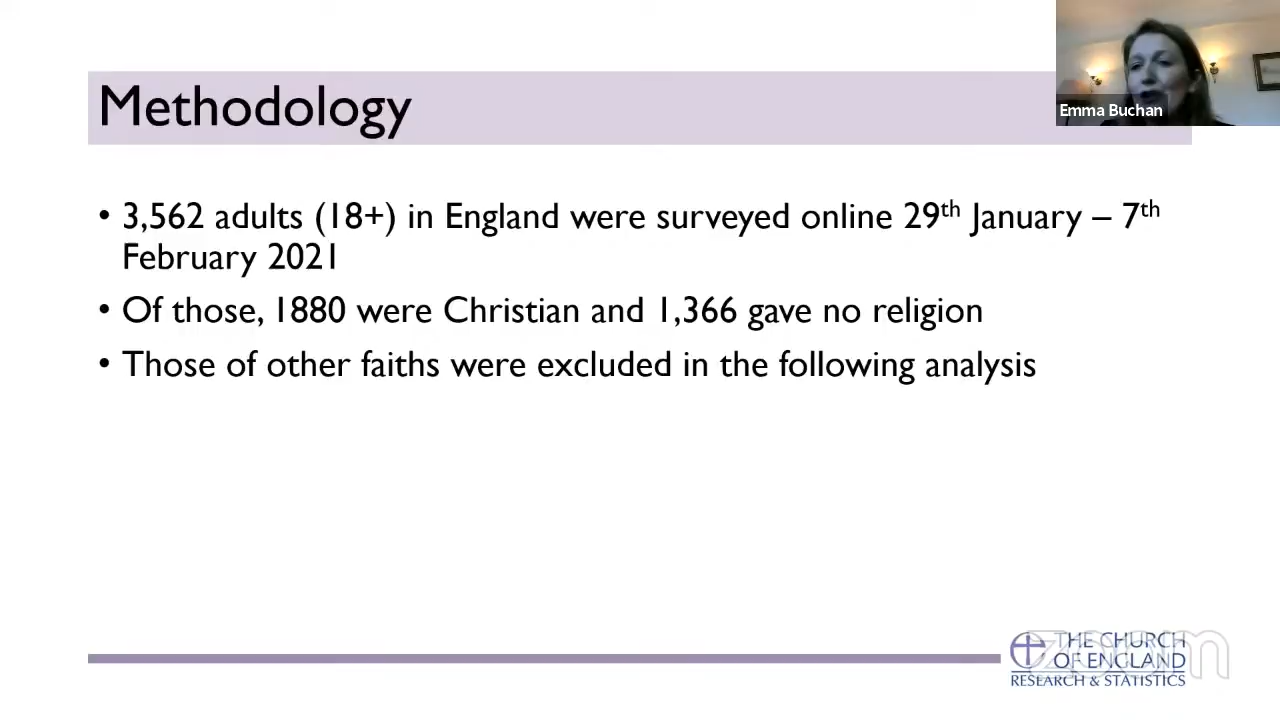 Methodology
Emma Buchan
• 3,562 adults (18+) in England were surveyed online 29th January – 7th
February 2021
• Of those, 1880 were Christian and 1,366 gave no religion
• Those of other faiths were excluded in the following analysis
THE CHURCH
OF ENGLAND
RESEARCH & STATISTICS
zoom